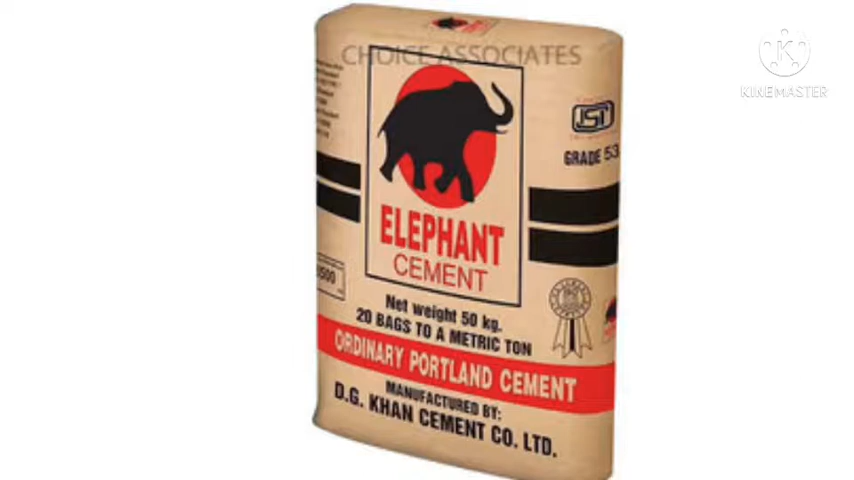 CHOICE ASSOCIATES
K
KINEMASTER
ISI
GRADE 53
ELEPHANT
CEMENT
Net weight 50 kg.
20 BAGS TO A METRIC TON
ORDINARY PORTLAND CEMENT
MANUFACTURED BY:
D.G. KHAN CEMENT CO. LTD.